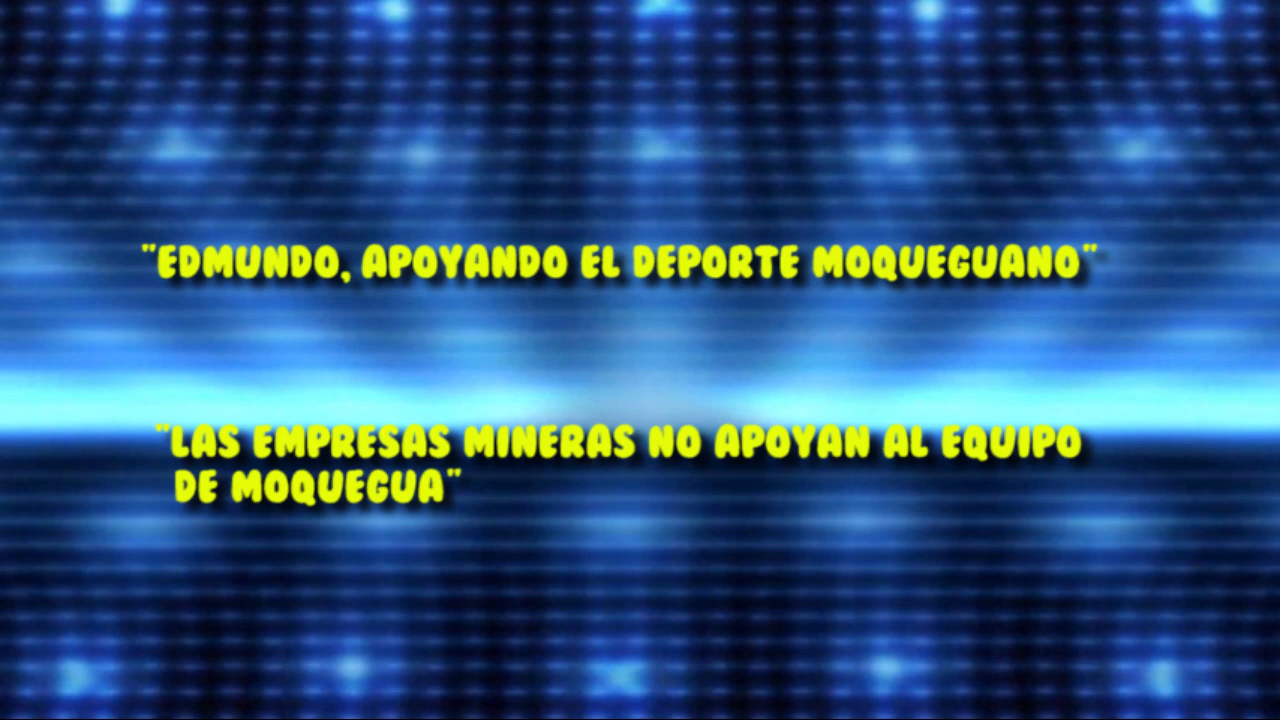 "EDMUNDO, APOYANDO EL DEPORTE MOQUEGUANO"
"LAS EMPRESAS MINERAS NO APOYAN AL EQUIPO
DE MOQUEGUA"